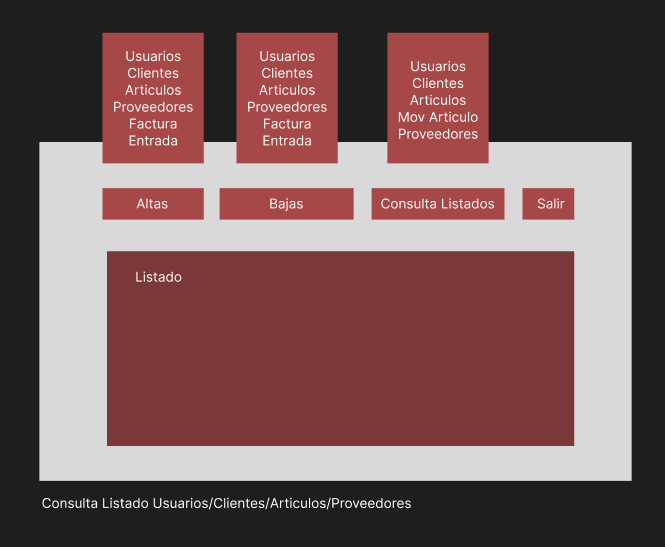 Usuarios
Clientes
Articulos
Proveedores
Factura
Entrada
Usuarios
Clientes
Articulos
Proveedores
Factura
Entrada
Usuarios
Clientes
Articulos
Mov Articulo
Proveedores
Altas
Bajas
Consulta Listados
Salir
Listado
Consulta Listado Usuarios/Clientes/Articulos/Proveedores